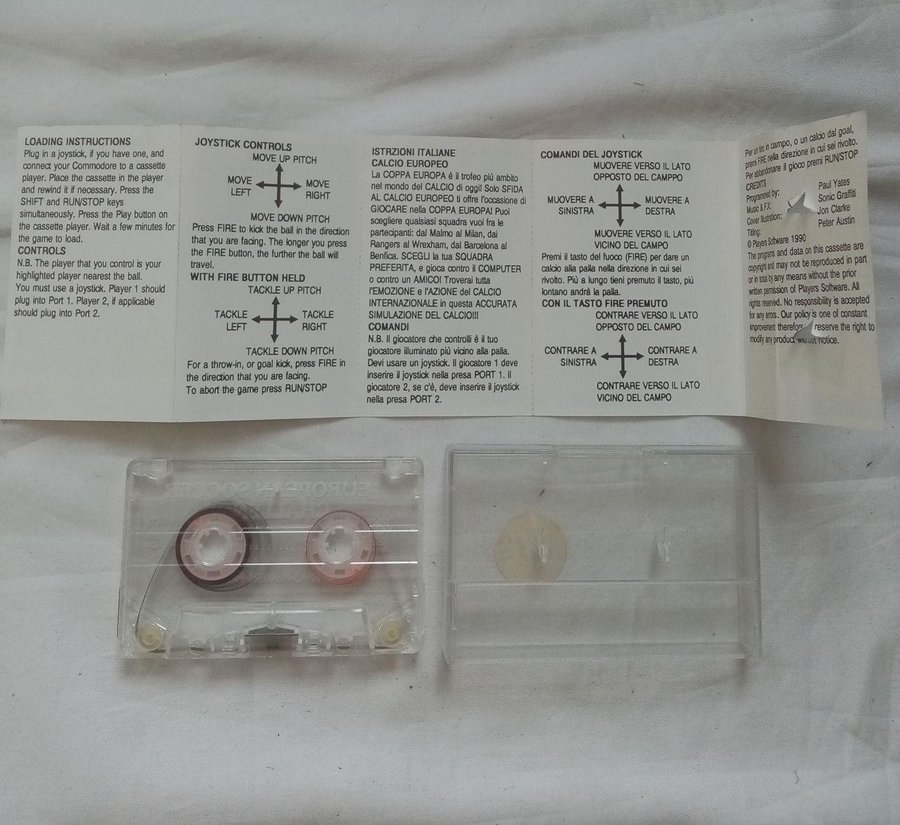 LOADING INSTRUCTIONS
Plug in a joystick, if you have one, and
connect your Commodore to a cassette
player. Place the cassette in the player
and rewind it if necessary. Press the
SHIFT and RUN/STOP keys
simultaneously. Press the Play button on
the cassette player. Wait a few minutes for
the game to load.
CONTROLS
N.B. The player that you control is your
highlighted player nearest the ball.
You must use a joystick. Player 1 should
plug into Port 1. Player 2, if applicable
should plug into Port 2.
JOYSTICK CONTROLS
MOVE UP PITCH
MOVE LEFT
MOVE RIGHT
MOVE DOWN PITCH
Press FIRE to kick the ball in the direction
that you are facing. The longer you press
the FIRE button, the further the ball will
travel.
WITH FIRE BUTTON HELD
TACKLE UP PITCH
TACKLE LEFT
TACKLE RIGHT
TACKLE DOWN PITCH
For a throw-in, or goal kick, press FIRE in
the direction that you are facing.
To abort the game press RUN/STOP
ISTRZIONI ITALIANE
CALCIO EUROPEO
La COPPA EUROPA è il trofeo più ambito
nel mondo del CALCIO di oggi! Solo SFIDA
AL CALCIO EUROPEO ti offre l'occasione di
GIOCARE nella COPPA EUROPA! Puoi
scegliere qualsiasi squadra vuoi fra le
partecipanti: dal Malmo al Milan, dai
Rangers al Wrexham, dal Barcelona al
Benfica. SCEGLI la tua SQUADRA
PREFERITA, e gioca contro il COMPUTER
o contro un AMICO! Troverai tutta
l'EMOZIONE e l'AZIONE del CALCIO
INTERNAZIONALE in questa ACCURATA
SIMULAZIONE DEL CALCIO!!!
COMANDI
N.B. Il giocatore che controlli è il tuo
giocatore illuminato più vicino alla palla.
Devi usare un joystick. Il giocatore 1 deve
inserire il joystick nella presa PORT 1. Il
giocatore 2, se c'è, deve inserire il joystick
nella presa PORT 2.
COMANDI DEL JOYSTICK
MUOVERE VERSO IL LATO
OPPOSTO DEL CAMPPO
MUOVERE A SINISTRA
MUOVERE A DESTRA
MUOVERE VERSO IL LATO
VICINO DEL CAMPO
Premi il tasto del fuoco (FIRE) per dare un
calcio alla palla nella direzione in cui sei
rivolto. Più a lungo tieni premuto il tasto, più
lontano andrà la palla.
CON IL TASTO FIRE PREMUTO
CONTRARE VERSO IL LATO
OPPOSTO DEL CAMPO
CONTRARE A SINISTRA
CONTRARE A DESTRA
CONTRARE VERSO IL LATO
VICINO DEL CAMPO
Per un tiro in campo, o un calcio dal goal,
premi FIRE nella direzione in cui sei rivolto.
Per abbandonare il gioco premi RUN/STOP
CREDITS
Programmed by: Paul Yates
Music & F.X. Sonic Graffiti
Cover Illustration: Jon Clarke
Titling: Peter Austin
© Players Software 1990
The program and data on this cassette are
copyright and may not be reproduced in part
or in toto by any means without the prior
written permission of Players Software. All
rights reserved. No responsibility is accepted
for any errors. Our policy is one of constant
improvement therefore reserve the right to
modify any product without notice.
EUROPEAN SOCCER